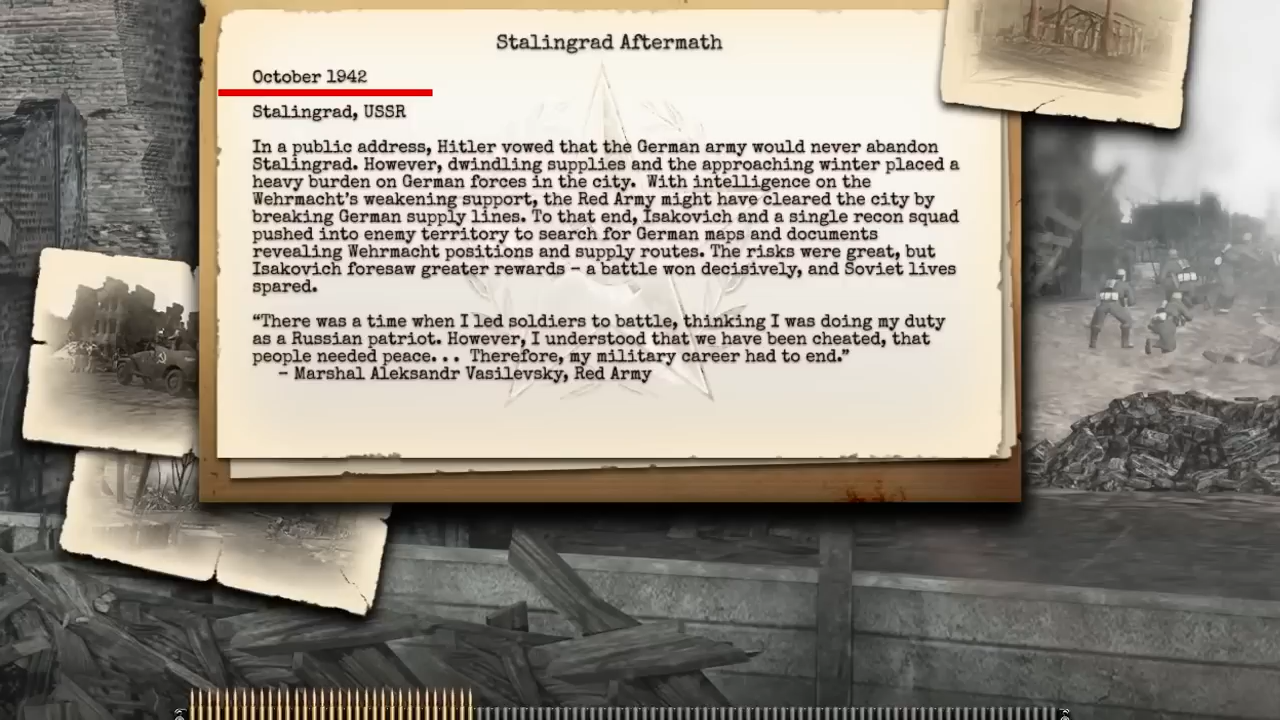 Stalingrad Aftermath
October 1942
Stalingrad, USSR
In a public address, Hitler vowed that the German army would never abandon
Stalingrad. However, dwindling supplies and the approaching winter placed a
heavy burden on German forces in the city. With intelligence on the
Wehrmacht's weakening support, the Red Army might have cleared the city by
breaking German supply lines. To that end, Isakovich and a single recon squad
pushed into enemy territory to search for German maps and documents
revealing Wehrmacht positions and supply routes. The risks were great, but
Isakovich foresaw greater rewards – a battle won decisively, and Soviet lives
spared.
“There was a time when I led soldiers to battle, thinking I was doing my duty
as a Russian patriot. However, I understood that we have been cheated, that
people needed peace... Therefore, my military career had to end.”
– Marshal Aleksandr Vasilevsky, Red Army